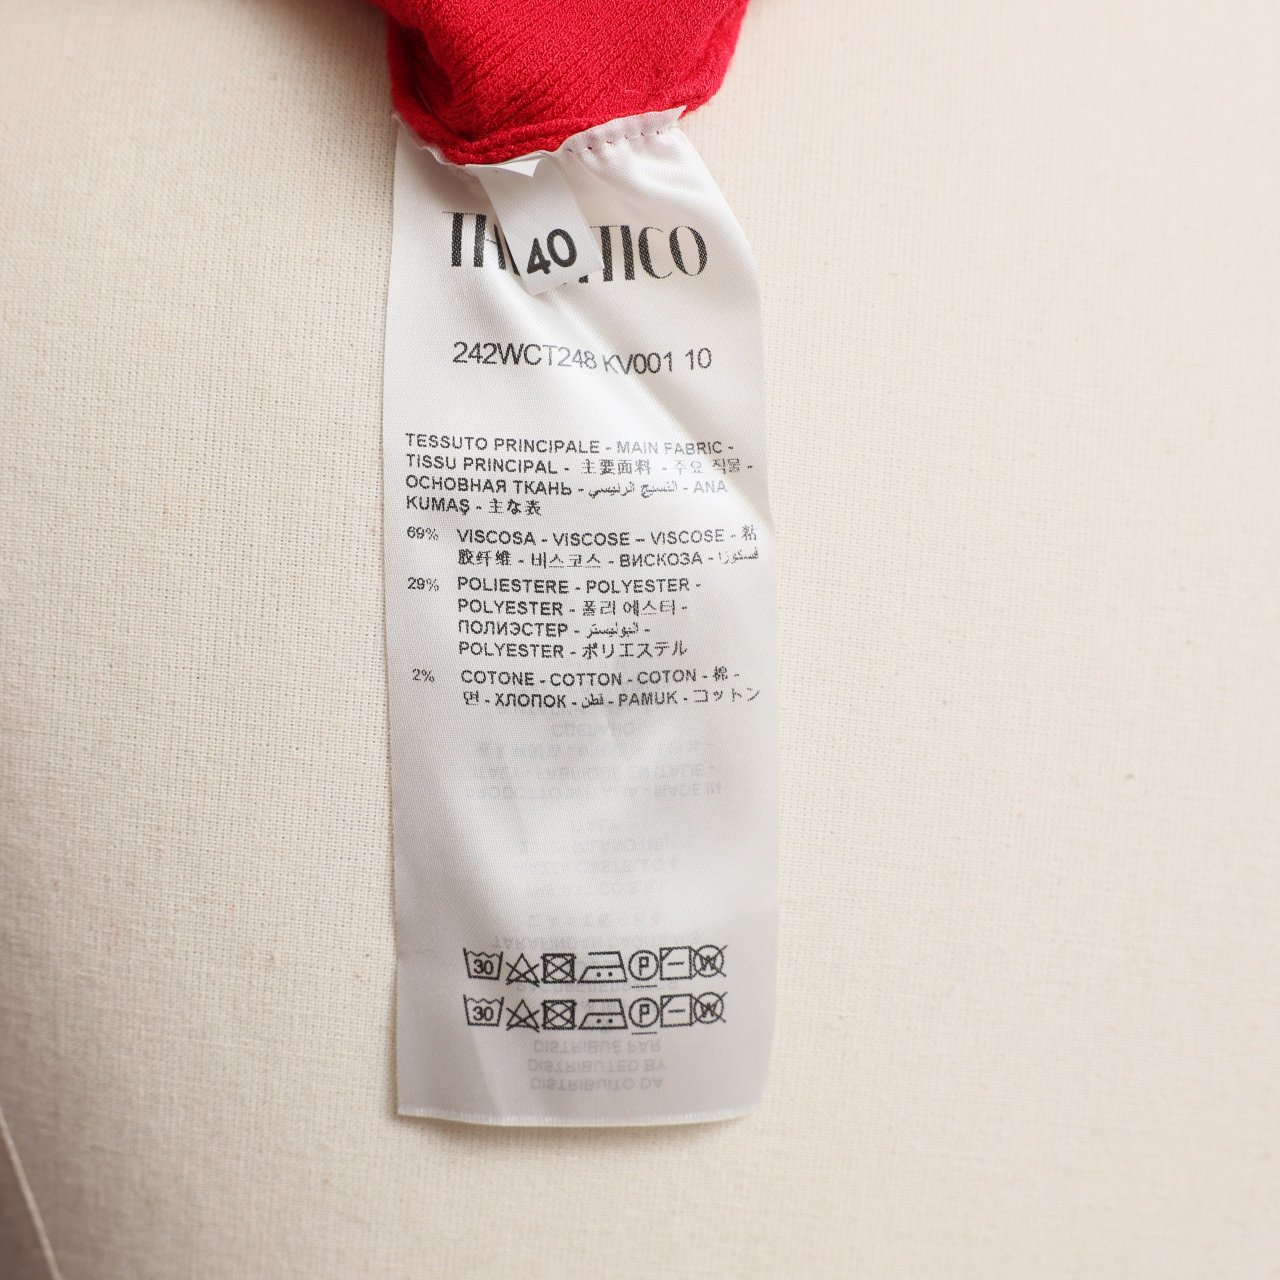 40
242WCT248 KV001 10
TESSUTO PRINCIPALE - MAIN FABRIC -
TISSU PRINCIPAL - 主要面料 - 주요 직물 -
ОСНОВНАЯ ТКАНЬ - النسيج الرئيسي - ANA
KUMAŞ - 主な表
69% VISCOSA - VISCOSE – VISCOSE - 粘
胶纤维 - 비스코스 - ВИСКОЗА - فيسكوزا
29% POLIESTERE - POLYESTER -
POLYESTER - 폴리 에스터 -
ПОЛИЭСТЕР - البوليستر -
POLYESTER - ポリエステル
2% COTONE - COTTON - COTON - 棉 -
면 - ХЛОПОК - قطن - PAMUK - コットン
30 P W
30 P W
DISTRIBUÉ PAR
DISTRIBUTED BY
DISTRIBUITO DA